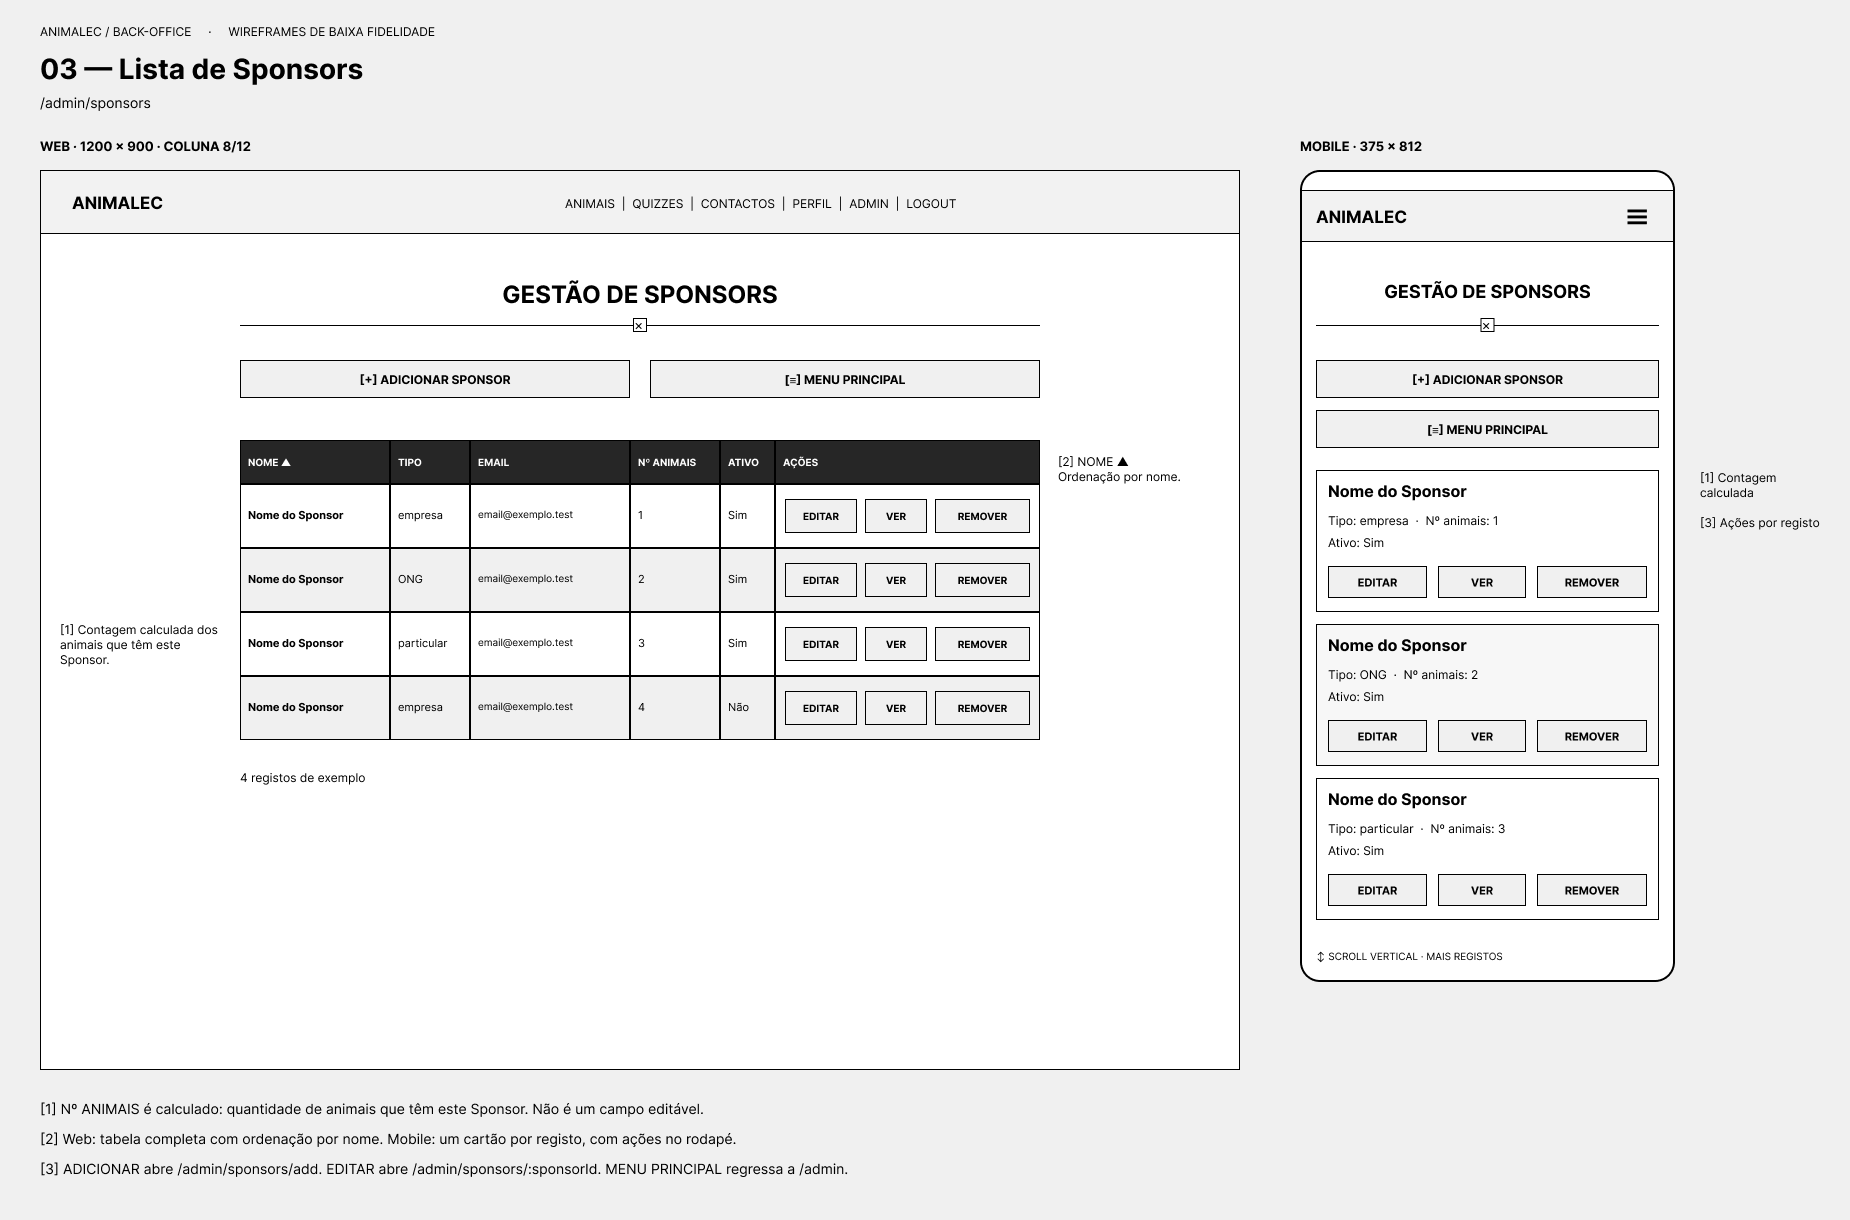 ANIMALEC / BACK-OFFICE · WIREFRAMES DE BAIXA FIDELIDADE
03 — Lista de Sponsors
/admin/sponsors
WEB · 1200 × 900 · COLUNA 8/12
ANIMALEC
ANIMAIS | QUIZZES | CONTACTOS | PERFIL | ADMIN | LOGOUT
GESTÃO DE SPONSORS
[+] ADICIONAR SPONSOR
[≡] MENU PRINCIPAL
NOME ▲ TIPO EMAIL Nº ANIMAIS ATIVO AÇÕES
Nome do Sponsor empresa email@exemplo.test 1 Sim EDITAR VER REMOVER
Nome do Sponsor ONG email@exemplo.test 2 Sim EDITAR VER REMOVER
Nome do Sponsor particular email@exemplo.test 3 Sim EDITAR VER REMOVER
Nome do Sponsor empresa email@exemplo.test 4 Não EDITAR VER REMOVER
4 registos de exemplo
[1] Contagem calculada dos
animais que têm este
Sponsor.
[2] NOME ▲
Ordenação por nome.
MOBILE · 375 × 812
ANIMALEC
GESTÃO DE SPONSORS
[+] ADICIONAR SPONSOR
[≡] MENU PRINCIPAL
Nome do Sponsor
Tipo: empresa · Nº animais: 1
Ativo: Sim
EDITAR VER REMOVER
Nome do Sponsor
Tipo: ONG · Nº animais: 2
Ativo: Sim
EDITAR VER REMOVER
Nome do Sponsor
Tipo: particular · Nº animais: 3
Ativo: Sim
EDITAR VER REMOVER
↕ SCROLL VERTICAL · MAIS REGISTOS
[1] Contagem
calculada
[3] Ações por registo
[1] Nº ANIMAIS é calculado: quantidade de animais que têm este Sponsor. Não é um campo editável.
[2] Web: tabela completa com ordenação por nome. Mobile: um cartão por registo, com ações no rodapé.
[3] ADICIONAR abre /admin/sponsors/add. EDITAR abre /admin/sponsors/:sponsorId. MENU PRINCIPAL regressa a /admin.